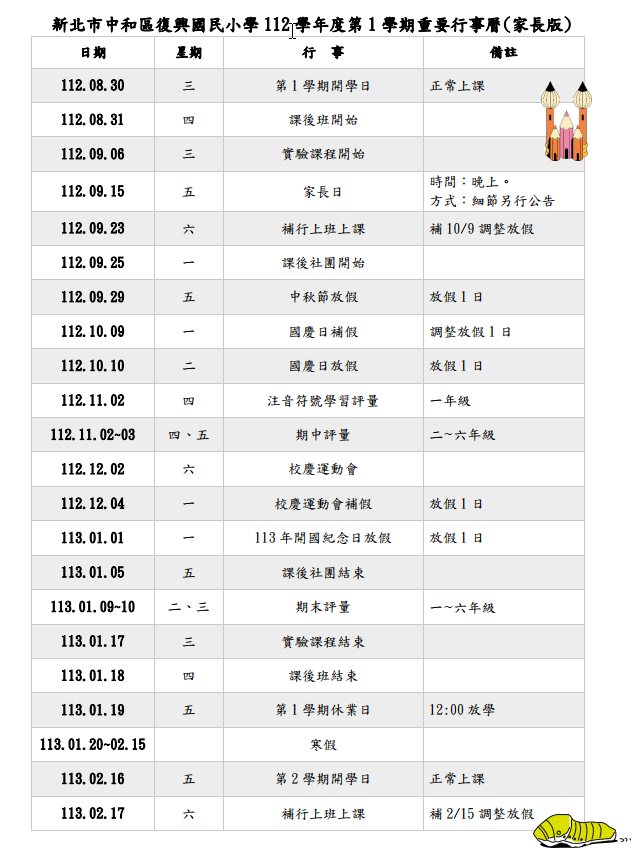 新北市中和區復興國民小學 112 學年度第 1 學期重要行事曆(家長版)
日期 星期 行 事 備註
112.08.30 三 第 1 學期開學日 正常上課
112.08.31 四 課後班開始
112.09.06 三 實驗課程開始
112.09.15 五 家長日 時間：晚上。
方式：細節另行公告
112.09.23 六 補行上班上課 補 10/9 調整放假
112.09.25 一 課後社團開始
112.09.29 五 中秋節放假 放假 1 日
112.10.09 一 國慶日補假 調整放假 1 日
112.10.10 二 國慶日放假 放假 1 日
112.11.02 四 注音符號學習評量 一年級
112.11.02~03 四、五 期中評量 二~六年級
112.12.02 六 校慶運動會
112.12.04 一 校慶運動會補假 放假 1 日
113.01.01 一 113 年開國紀念日放假 放假 1 日
113.01.05 五 課後社團結束
113.01.09~10 二、三 期末評量 一~六年級
113.01.17 三 實驗課程結束
113.01.18 四 課後班結束
113.01.19 五 第 1 學期休業日 12:00 放學
113.01.20~02.15 寒假
113.02.16 五 第 2 學期開學日 正常上課
113.02.17 六 補行上班上課 補 2/15 調整放假